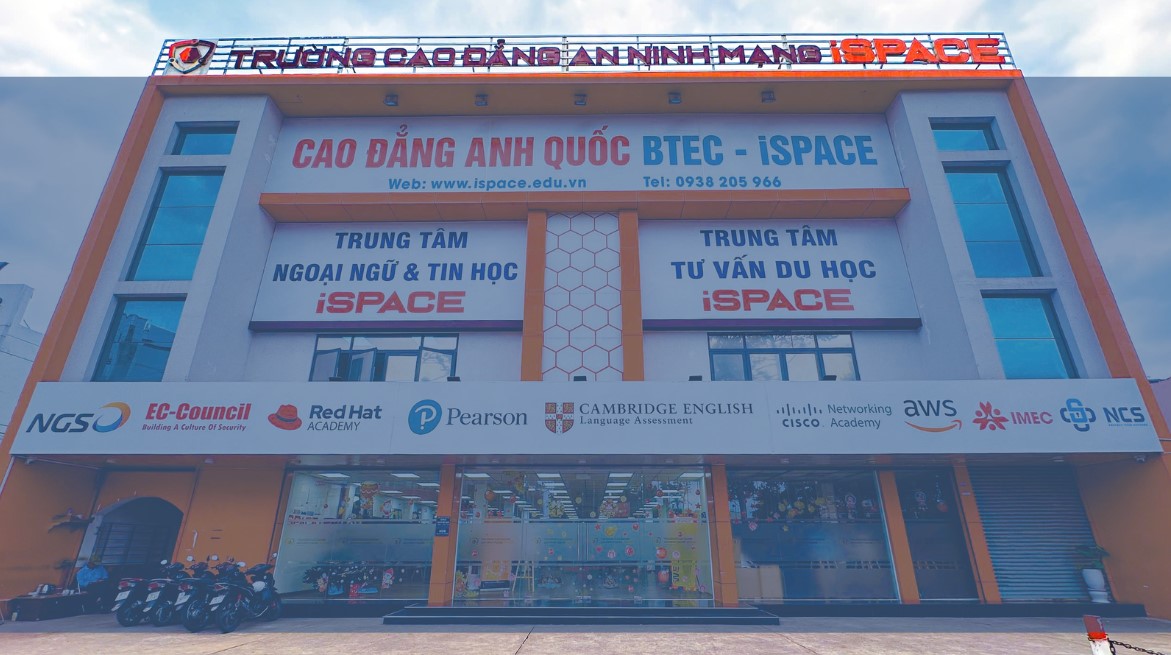 TRƯỜNG CAO ĐẲNG AN NINH MẠNG iSPACE
CAO ĐẲNG ANH QUỐC BTEC - iSPACE
Web: www.ispace.edu.vn Tel: 0938 205 966
TRUNG TÂM
NGOẠI NGỮ & TIN HỌC
iSPACE
TRUNG TÂM
TƯ VẤN DU HỌC
iSPACE
NGS
EC-Council
Building A Culture Of Security
Red Hat
ACADEMY
Pearson
CAMBRIDGE ENGLISH
Language Assessment
CISCO
Networking
Academy
aws
IMEC
NCS